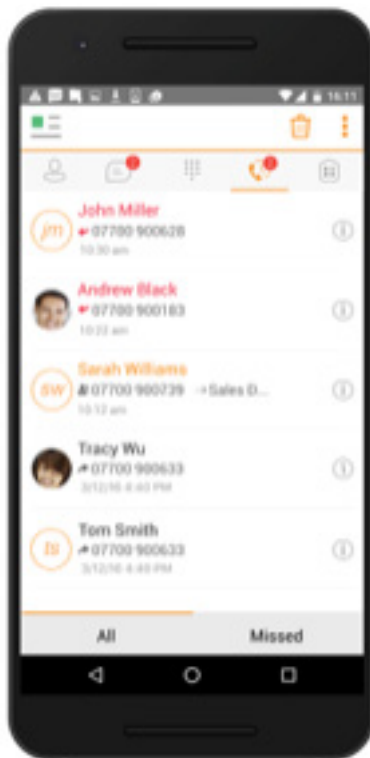 16:11
jm
John Miller
07700 900628
10:30 am
Andrew Black
07700 900183
10:22 am
sw
Sarah Williams
07700 900739 →Sales D...
10:12 am
Tracy Wu
07700 900633
3/12/16 4:40 PM
ts
Tom Smith
07700 900633
3/12/16 4:40 PM
All
Missed